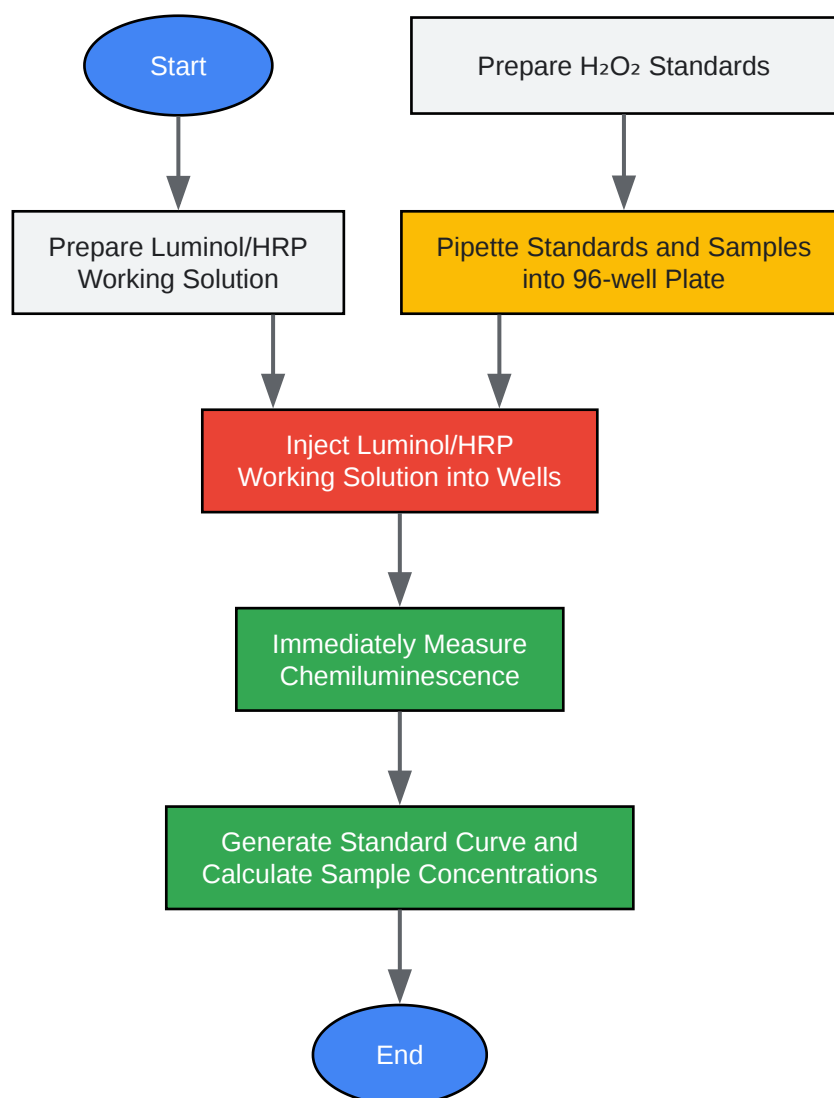 Start
Prepare H₂O₂ Standards
Prepare Luminol/HRP
Working Solution
Pipette Standards and Samples
into 96-well Plate
Inject Luminol/HRP
Working Solution into Wells
Immediately Measure
Chemiluminescence
Generate Standard Curve and
Calculate Sample Concentrations
End